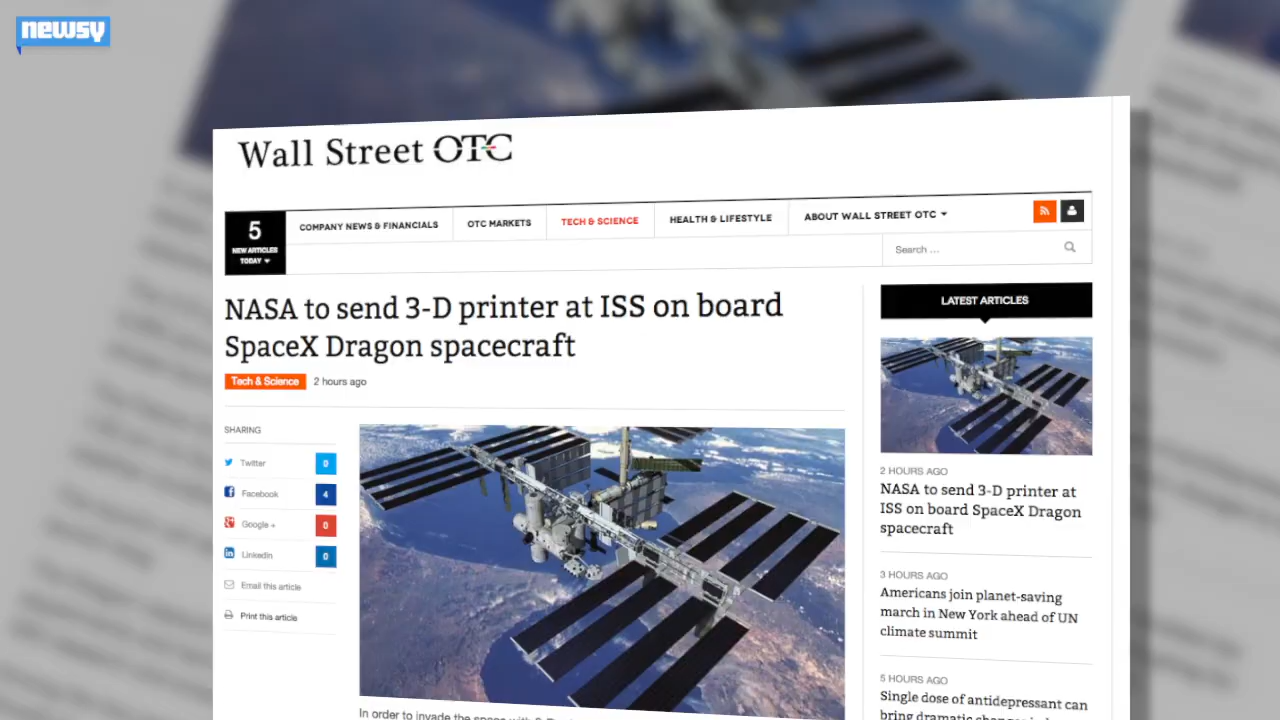 newsy
Wall Street OTC
5
NEW ARTICLES
TODAY
COMPANY NEWS & FINANCIALS
OTC MARKETS
TECH & SCIENCE
HEALTH & LIFESTYLE
ABOUT WALL STREET OTC
Search ...
NASA to send 3-D printer at ISS on board
SpaceX Dragon spacecraft
Tech & Science 2 hours ago
SHARING
Twitter 0
Facebook 4
Google + 0
Linkedin 0
Email this article
Print this article
LATEST ARTICLES
2 HOURS AGO
NASA to send 3-D printer at
ISS on board SpaceX Dragon
spacecraft
3 HOURS AGO
Americans join planet-saving
march in New York ahead of UN
climate summit
5 HOURS AGO
Single dose of antidepressant can
bring dramatic changes in
In order to invade the space with